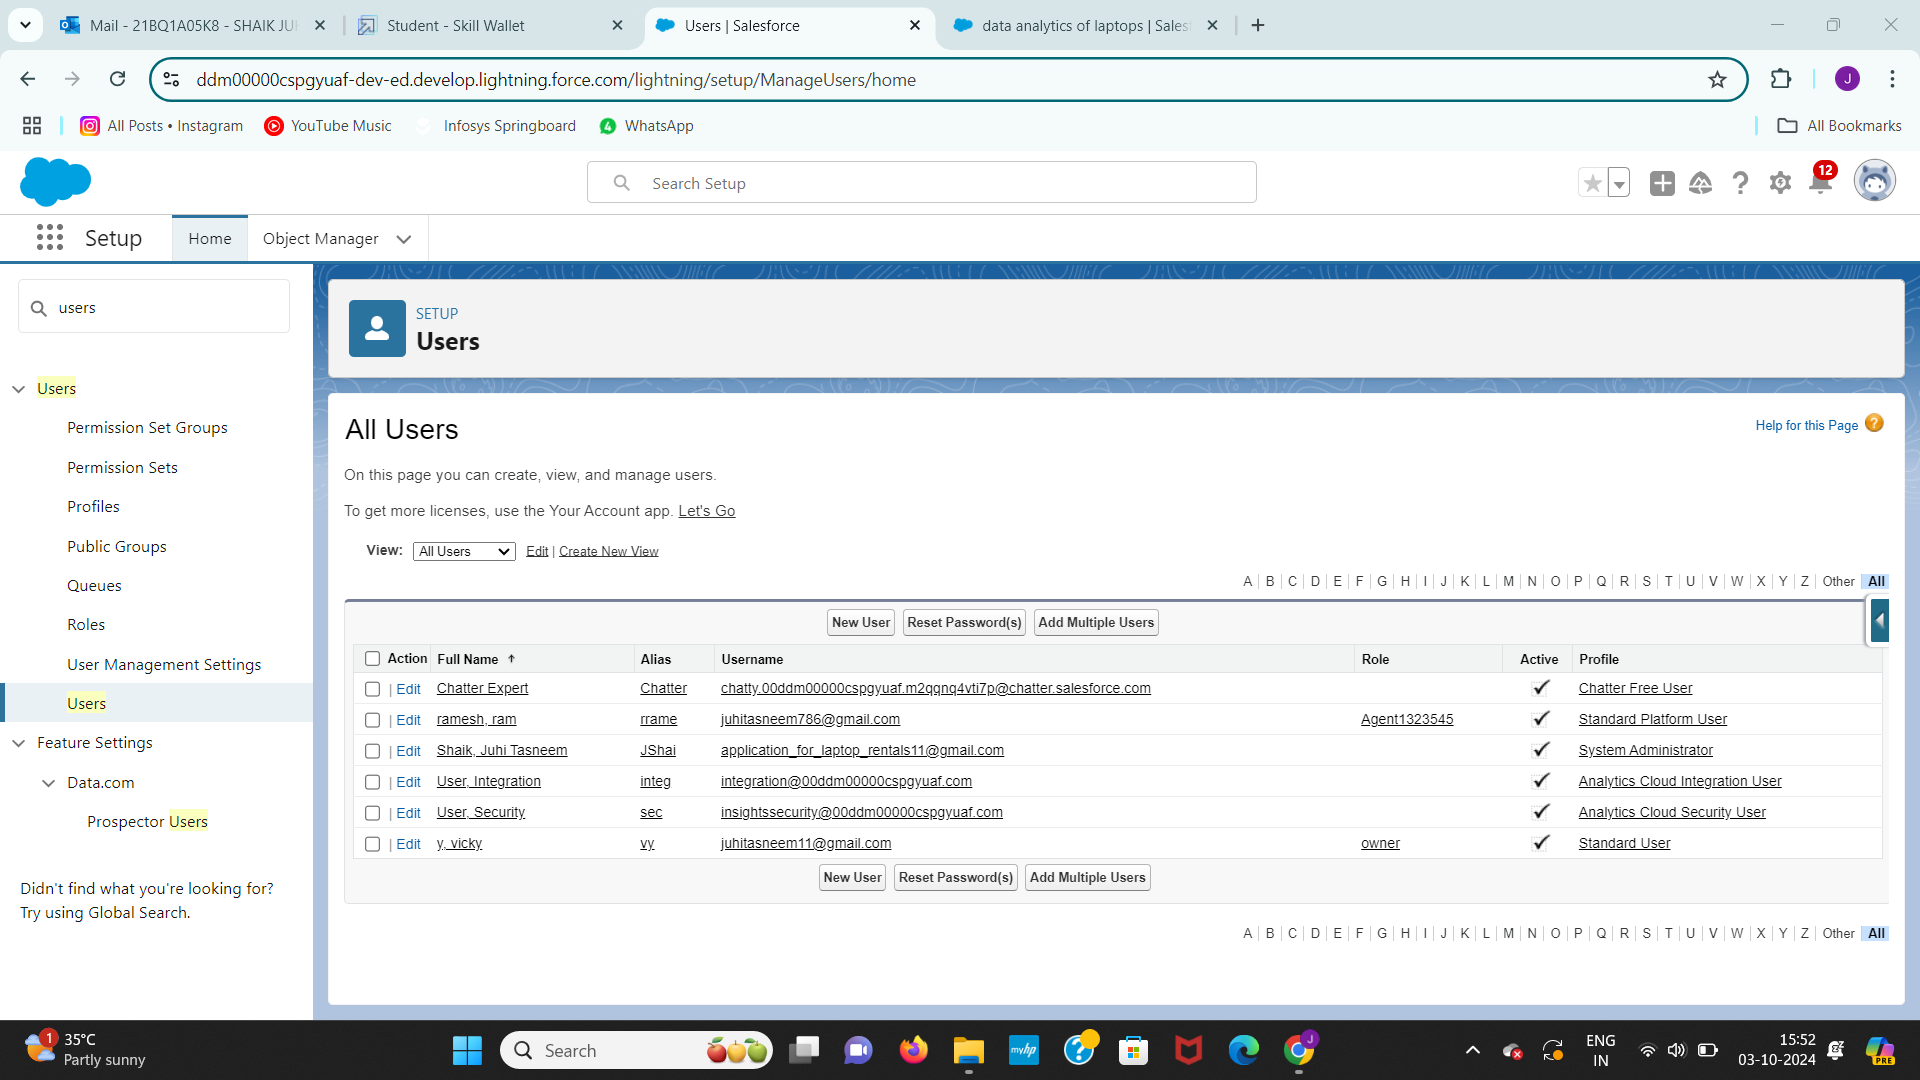 Mail - 21BQ1A05K8 - SHAIK JUH
Student - Skill Wallet
Users | Salesforce
data analytics of laptops | Sales
ddm00000cspgyuaf-dev-ed.develop.lightning.force.com/lightning/setup/ManageUsers/home
J
All Posts • Instagram
YouTube Music
Infosys Springboard
WhatsApp
All Bookmarks
Search Setup
12
Setup
Home
Object Manager
users
Users
Permission Set Groups
Permission Sets
Profiles
Public Groups
Queues
Roles
User Management Settings
Users
Feature Settings
Data.com
Prospector Users
Didn't find what you're looking for?
Try using Global Search.
SETUP
Users
All Users
Help for this Page ?
On this page you can create, view, and manage users.
To get more licenses, use the Your Account app. Let's Go
View: All Users Edit | Create New View
A | B | C | D | E | F | G | H | I | J | K | L | M | N | O | P | Q | R | S | T | U | V | W | X | Y | Z | Other | All
New User Reset Password(s) Add Multiple Users
Action Full Name ↑ Alias Username Role Active Profile
| Edit Chatter Expert Chatter chatty.00ddm00000cspgyuaf.m2qqnq4vti7p@chatter.salesforce.com Chatter Free User
| Edit ramesh, ram rrame juhitasneem786@gmail.com Agent1323545 Standard Platform User
| Edit Shaik, Juhi Tasneem JShai application_for_laptop_rentals11@gmail.com System Administrator
| Edit User, Integration integ integration@00ddm00000cspgyuaf.com Analytics Cloud Integration User
| Edit User, Security sec insightssecurity@00ddm00000cspgyuaf.com Analytics Cloud Security User
| Edit y, vicky vy juhitasneem11@gmail.com owner Standard User
New User Reset Password(s) Add Multiple Users
A | B | C | D | E | F | G | H | I | J | K | L | M | N | O | P | Q | R | S | T | U | V | W | X | Y | Z | Other | All
1
35°C
Partly sunny
Search
myhp
J
ENG
IN
15:52
03-10-2024
PRE